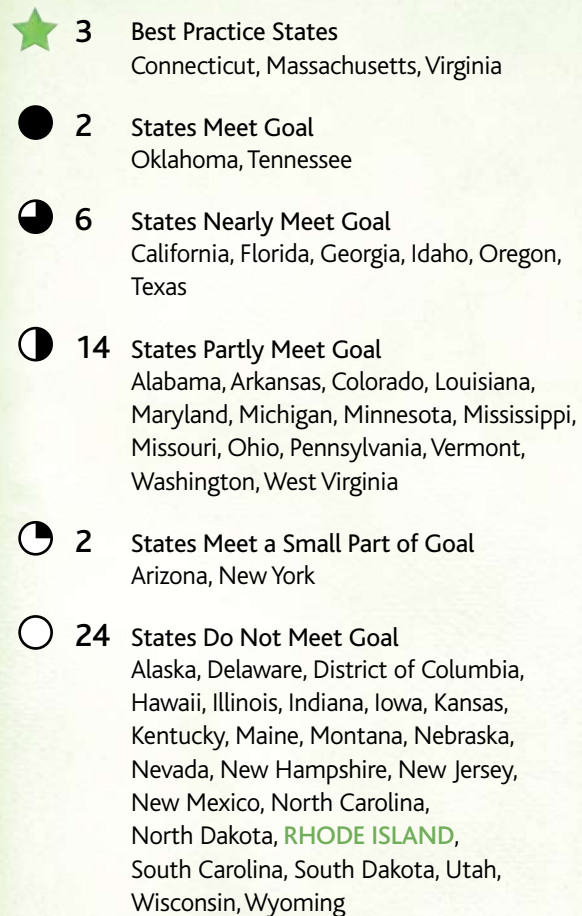 3 Best Practice States
Connecticut, Massachusetts, Virginia
2 States Meet Goal
Oklahoma, Tennessee
6 States Nearly Meet Goal
California, Florida, Georgia, Idaho, Oregon,
Texas
14 States Partly Meet Goal
Alabama, Arkansas, Colorado, Louisiana,
Maryland, Michigan, Minnesota, Mississippi,
Missouri, Ohio, Pennsylvania, Vermont,
Washington, West Virginia
2 States Meet a Small Part of Goal
Arizona, New York
24 States Do Not Meet Goal
Alaska, Delaware, District of Columbia,
Hawaii, Illinois, Indiana, Iowa, Kansas,
Kentucky, Maine, Montana, Nebraska,
Nevada, New Hampshire, New Jersey,
New Mexico, North Carolina,
North Dakota, RHODE ISLAND,
South Carolina, South Dakota, Utah,
Wisconsin, Wyoming